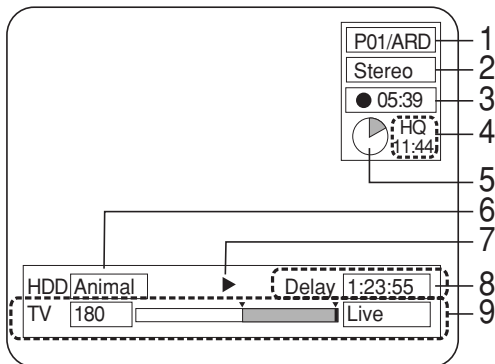 P01/ARD 1
Stereo 2
● 05:39 3
HQ 4
11:44
5
6
7
HDD Animal ▶ Delay 1:23:55 8
TV 180 Live 9